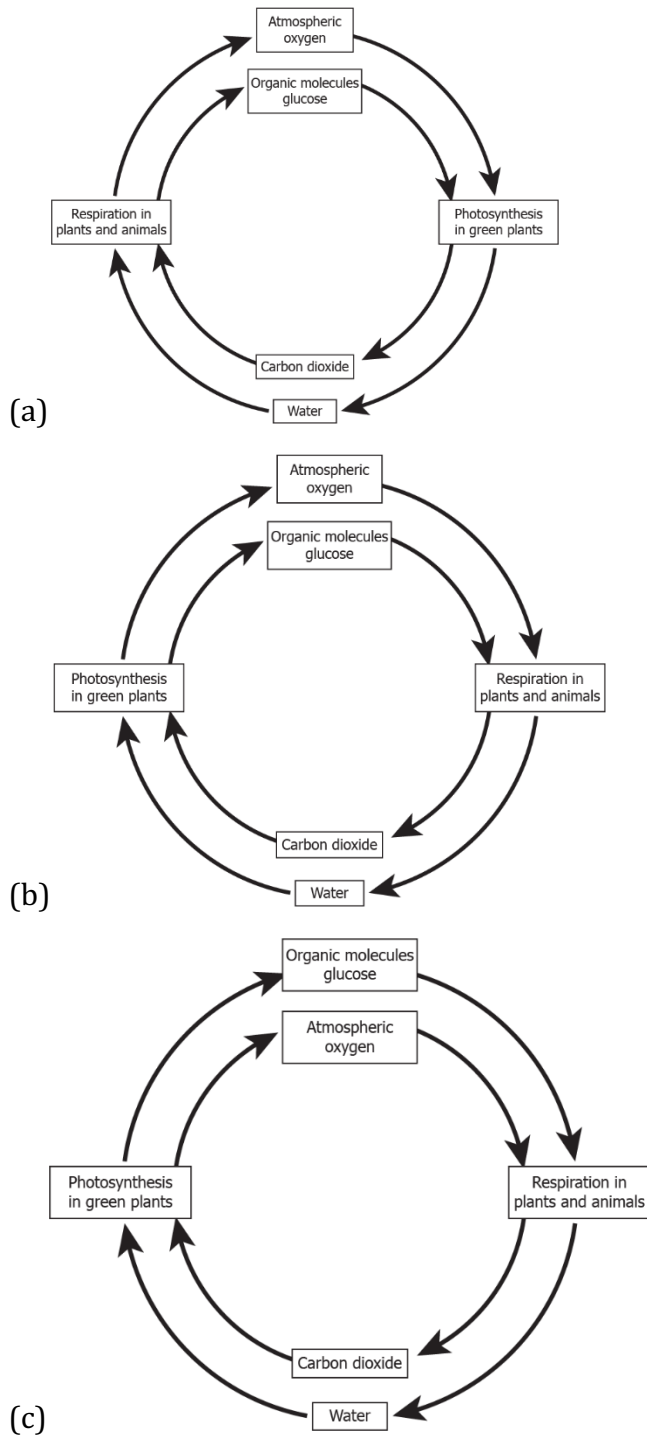 Atmospheric
oxygen
Organic molecules
glucose
Respiration in
plants and animals
Photosynthesis
in green plants
Carbon dioxide
Water
(a)
Atmospheric
oxygen
Organic molecules
glucose
Photosynthesis
in green plants
Respiration in
plants and animals
Carbon dioxide
Water
(b)
Organic molecules
glucose
Atmospheric
oxygen
Photosynthesis
in green plants
Respiration in
plants and animals
Carbon dioxide
Water
(c)